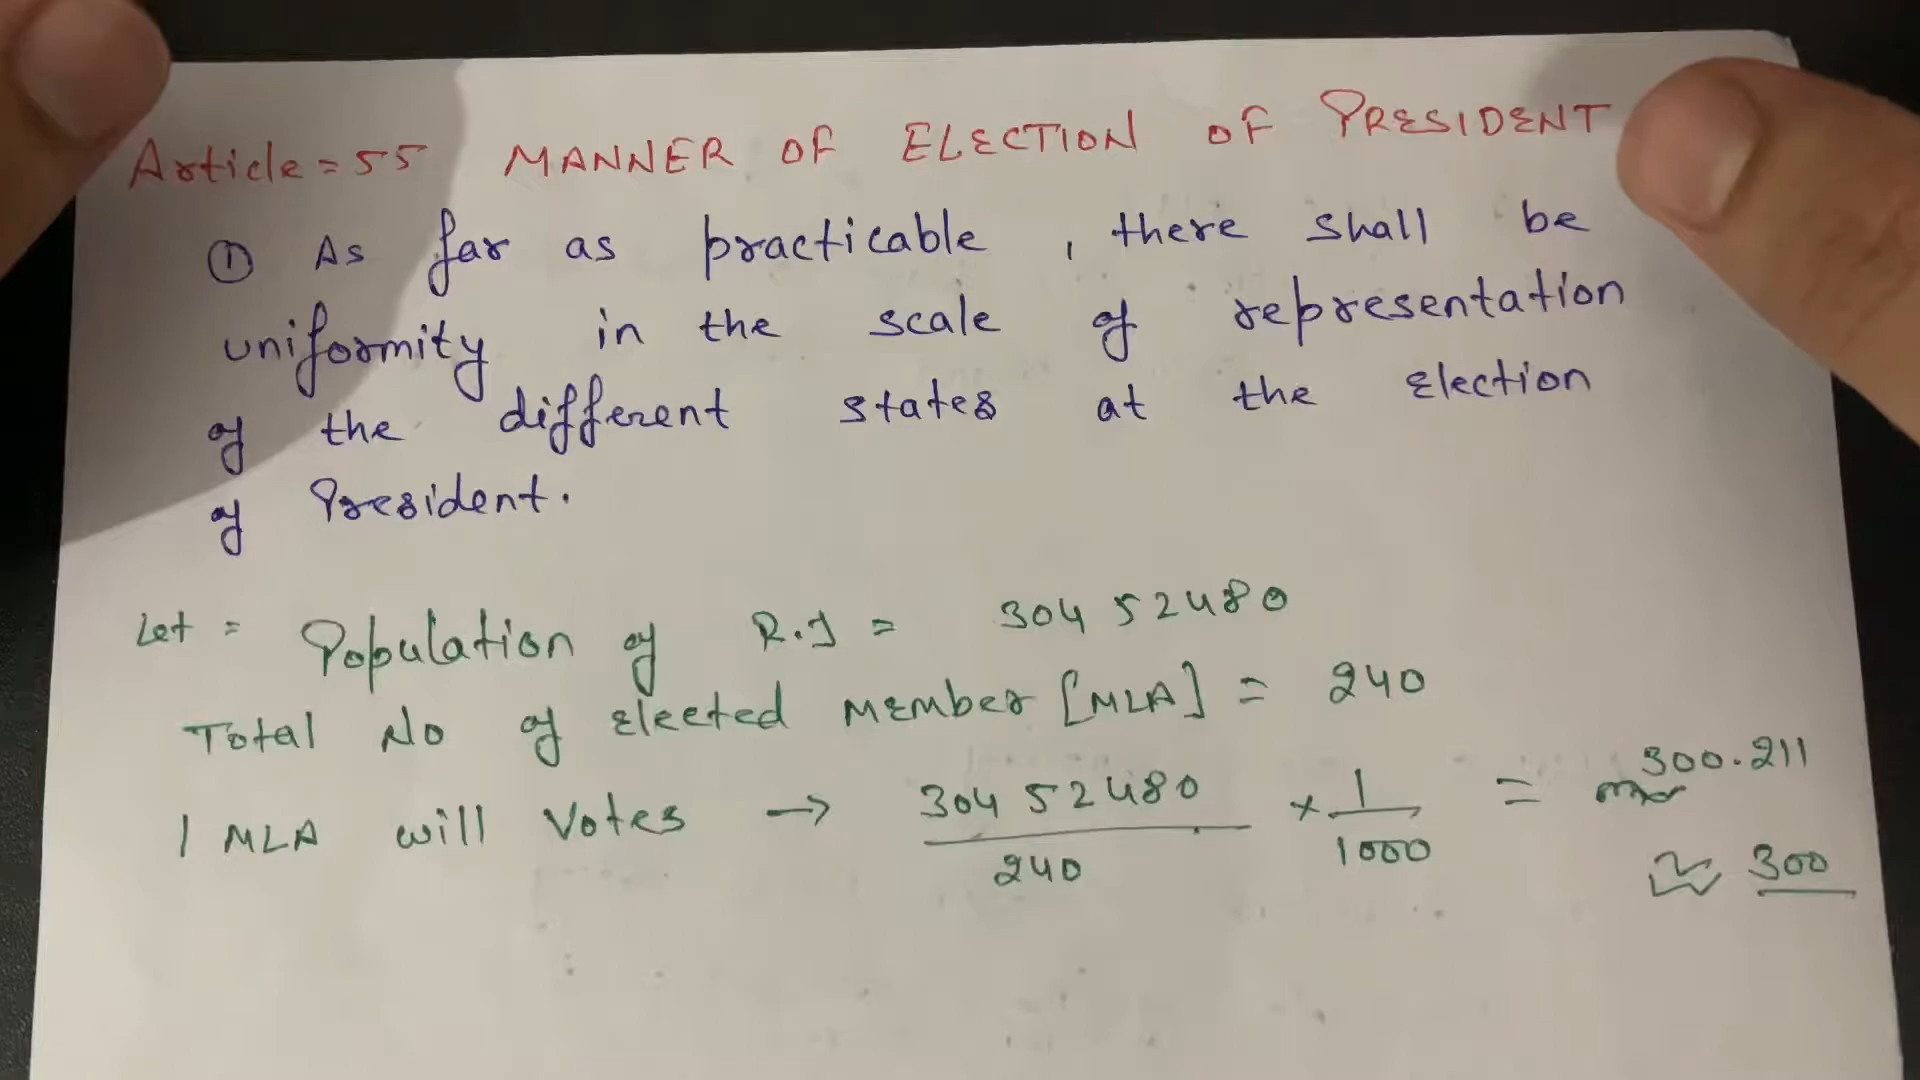 Article = 55 MANNER OF ELECTION OF PRESIDENT
① As far as practicable , there shall be
uniformity in the scale of representation
of the different states at the Election
of President.
Let = Population of R.J = 30452480
Total No of elected Member [MLA] = 240
1 MLA will Votes → 30452480 / 240 × 1 / 1000 = 300.211
≈ 300